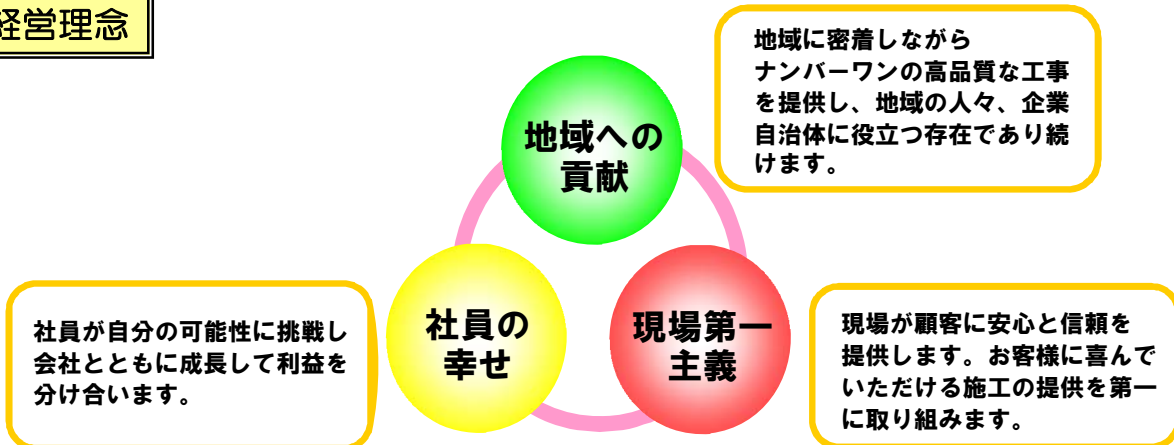 経営理念
地域に密着しながら
ナンバーワンの高品質な工事
を提供し、地域の人々、企業
自治体に役立つ存在であり続
けます。
地域への
貢献
社員の
幸せ
現場第一
主義
社員が自分の可能性に挑戦し
会社とともに成長して利益を
分け合います。
現場が顧客に安心と信頼を
提供します。お客様に喜んで
いただける施工の提供を第一
に取り組みます。